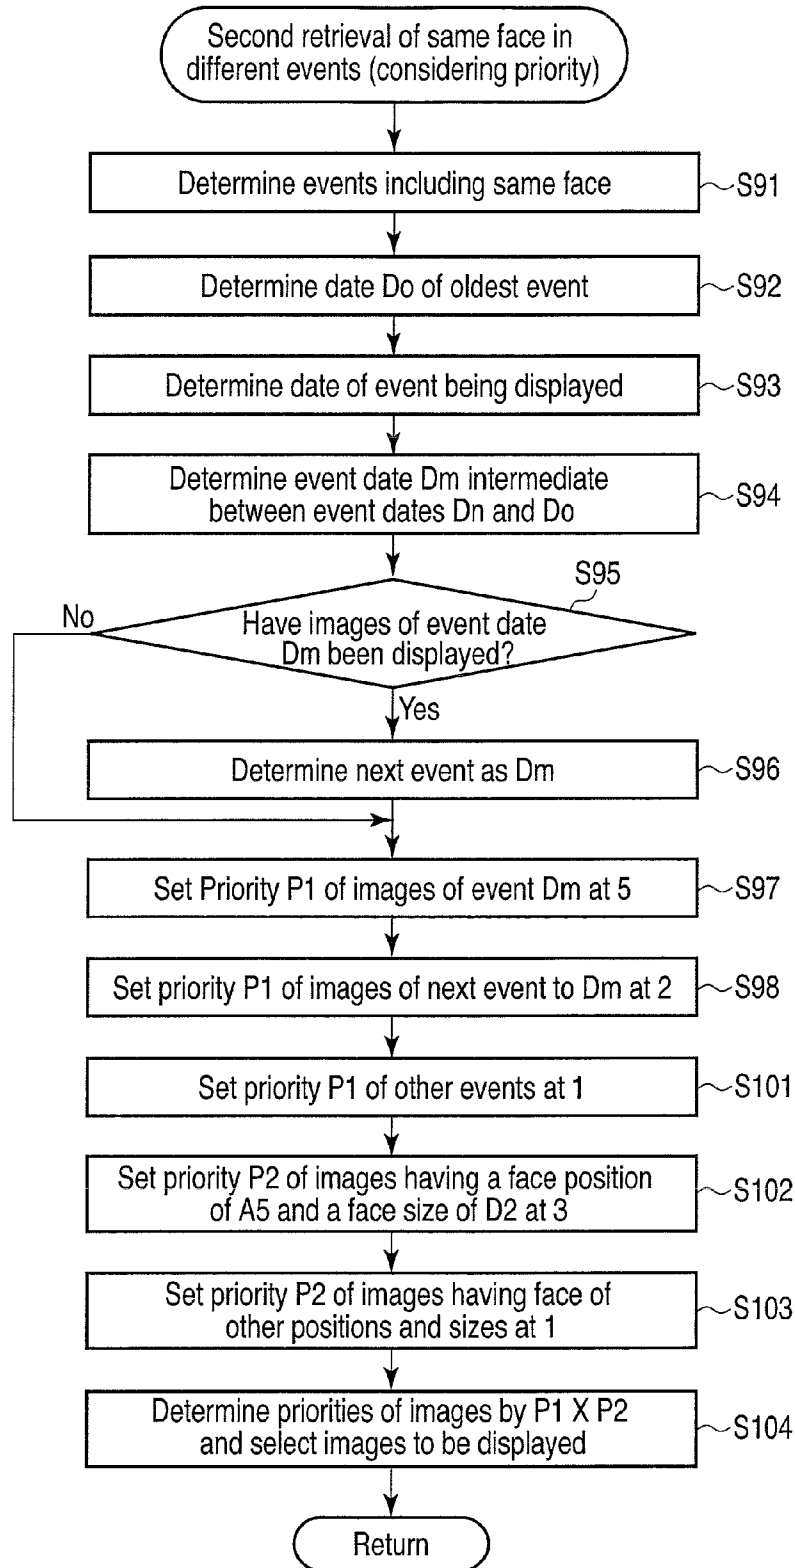 Second retrieval of same face in
different events (considering priority)
Determine events including same face
S91
Determine date Do of oldest event
S92
Determine date of event being displayed
S93
Determine event date Dm intermediate
between event dates Dn and Do
S94
S95
No
Have images of event date
Dm been displayed?
Yes
Determine next event as Dm
S96
Set Priority P1 of images of event Dm at 5
S97
Set priority P1 of images of next event to Dm at 2
S98
Set priority P1 of other events at 1
S101
Set priority P2 of images having a face position
of A5 and a face size of D2 at 3
S102
Set priority P2 of images having face of
other positions and sizes at 1
S103
Determine priorities of images by P1 X P2
and select images to be displayed
S104
Return